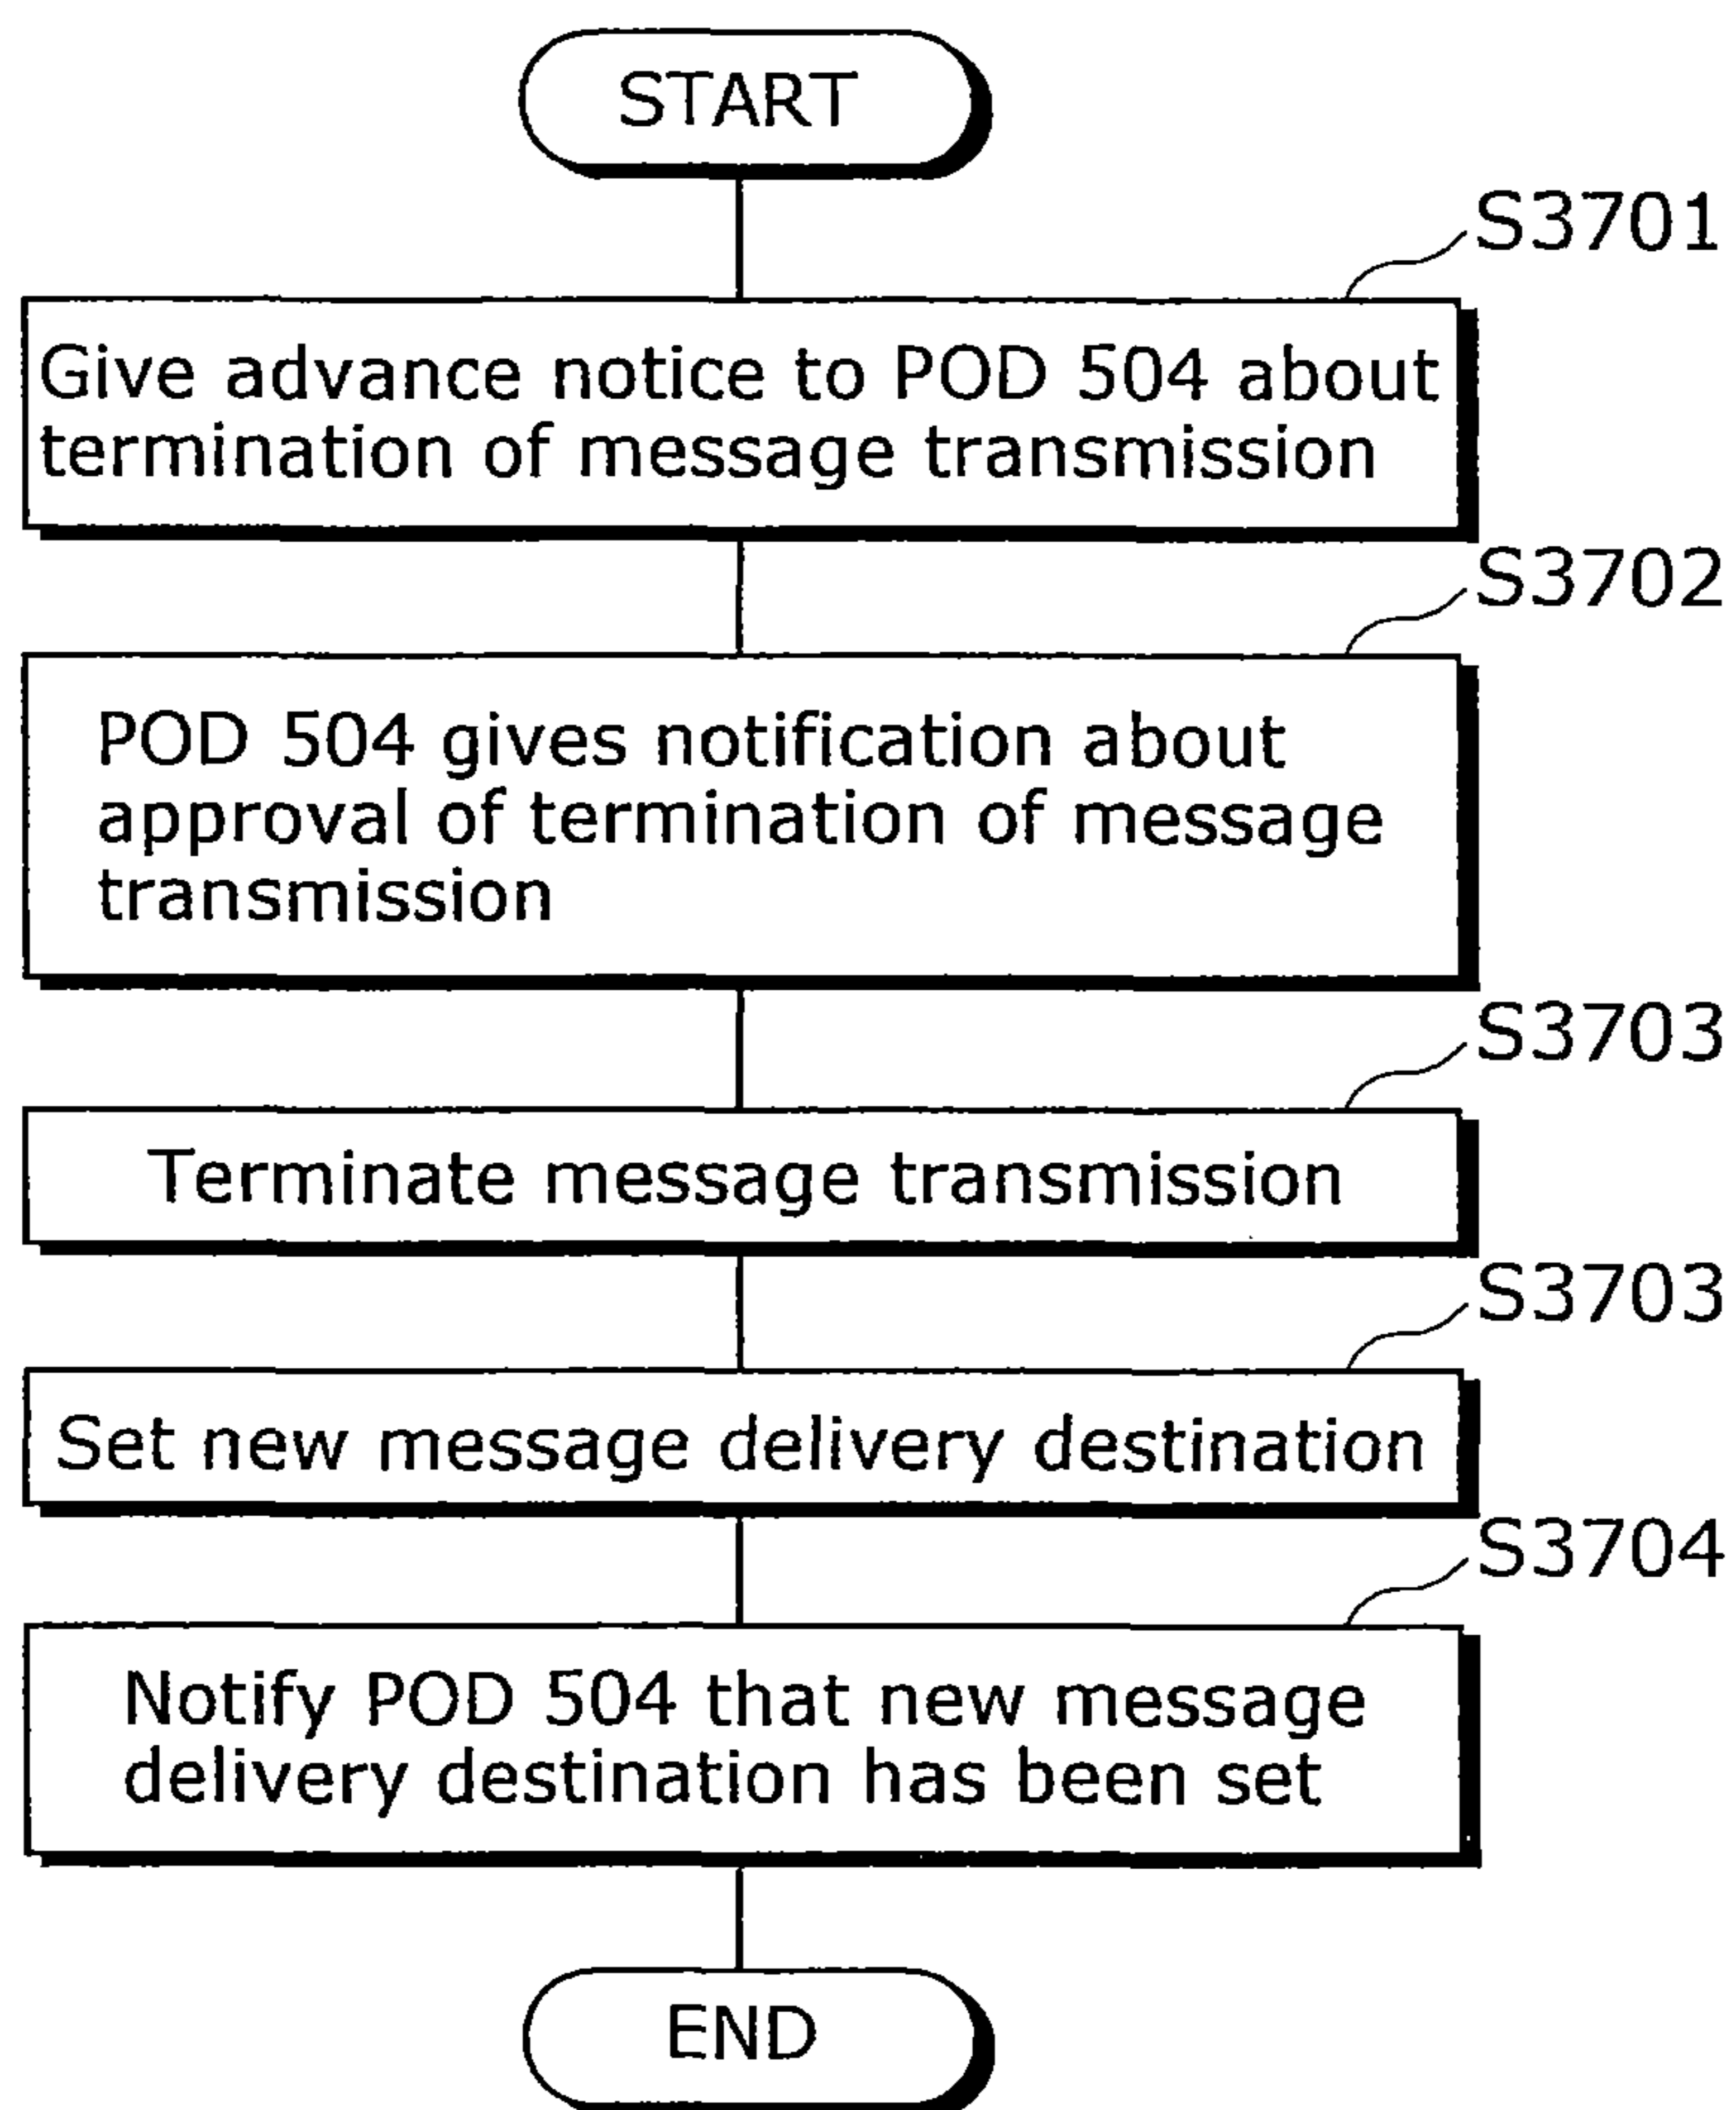 START
S3701
Give advance notice to POD 504 about
termination of message transmission
S3702
POD 504 gives notification about
approval of termination of message
transmission
S3703
Terminate message transmission
S3703
Set new message delivery destination
S3704
Notify POD 504 that new message
delivery destination has been set
END